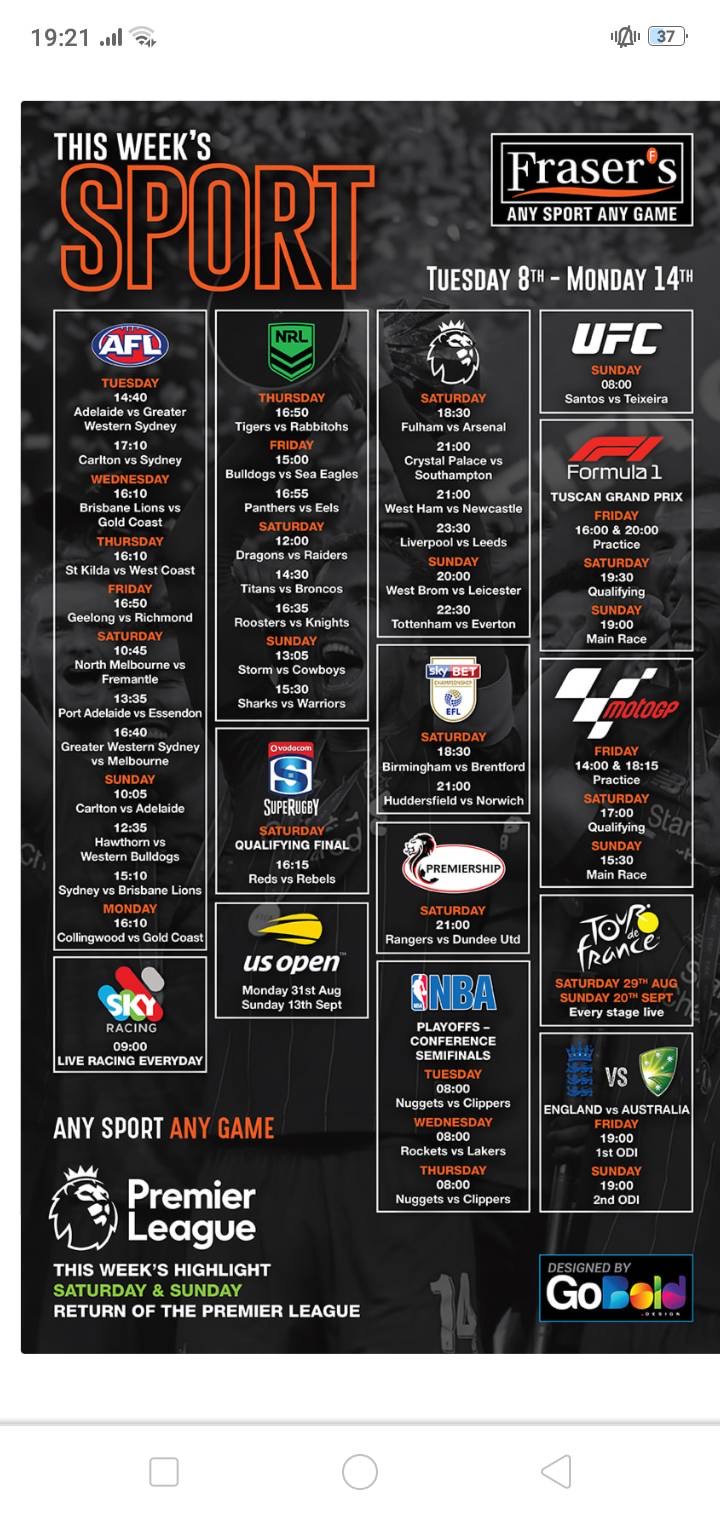 19:21
37
THIS WEEK'S
SPORT
Fraser's
F
ANY SPORT ANY GAME
TUESDAY 8TH – MONDAY 14TH
AFL
TUESDAY
14:40
Adelaide vs Greater
Western Sydney
17:10
Carlton vs Sydney
WEDNESDAY
16:10
Brisbane Lions vs
Gold Coast
THURSDAY
16:10
St Kilda vs West Coast
FRIDAY
16:50
Geelong vs Richmond
SATURDAY
10:45
North Melbourne vs
Fremantle
13:35
Port Adelaide vs Essendon
16:40
Greater Western Sydney
vs Melbourne
SUNDAY
10:05
Carlton vs Adelaide
12:35
Hawthorn vs
Western Bulldogs
15:10
Sydney vs Brisbane Lions
MONDAY
16:10
Collingwood vs Gold Coast
SKY
RACING
09:00
LIVE RACING EVERYDAY
NRL
THURSDAY
16:50
Tigers vs Rabbitohs
FRIDAY
15:00
Bulldogs vs Sea Eagles
16:55
Panthers vs Eels
SATURDAY
12:00
Dragons vs Raiders
14:30
Titans vs Broncos
16:35
Roosters vs Knights
SUNDAY
13:05
Storm vs Cowboys
15:30
Sharks vs Warriors
vodacom
S
SUPERUGBY
SATURDAY
QUALIFYING FINAL
16:15
Reds vs Rebels
us open
Monday 31st Aug
Sunday 13th Sept
SATURDAY
18:30
Fulham vs Arsenal
21:00
Crystal Palace vs
Southampton
21:00
West Ham vs Newcastle
23:30
Liverpool vs Leeds
SUNDAY
20:00
West Brom vs Leicester
22:30
Tottenham vs Everton
sky BET
CHAMPIONSHIP
EFL
SATURDAY
18:30
Birmingham vs Brentford
21:00
Huddersfield vs Norwich
PREMIERSHIP
SATURDAY
21:00
Rangers vs Dundee Utd
NBA
PLAYOFFS –
CONFERENCE
SEMIFINALS
TUESDAY
08:00
Nuggets vs Clippers
WEDNESDAY
08:00
Rockets vs Lakers
THURSDAY
08:00
Nuggets vs Clippers
UFC
SUNDAY
08:00
Santos vs Teixeira
F1
Formula 1
TUSCAN GRAND PRIX
FRIDAY
16:00 & 20:00
Practice
SATURDAY
19:30
Qualifying
SUNDAY
19:00
Main Race
motoGP
FRIDAY
14:00 & 18:15
Practice
SATURDAY
17:00
Qualifying
SUNDAY
15:30
Main Race
TOUR
de
france
SATURDAY 29TH AUG
SUNDAY 20TH SEPT
Every stage live
VS
ENGLAND vs AUSTRALIA
FRIDAY
19:00
1st ODI
SUNDAY
19:00
2nd ODI
ANY SPORT ANY GAME
Premier
League
THIS WEEK'S HIGHLIGHT
SATURDAY & SUNDAY
RETURN OF THE PREMIER LEAGUE
14
DESIGNED BY
GoBold
.DESIGN